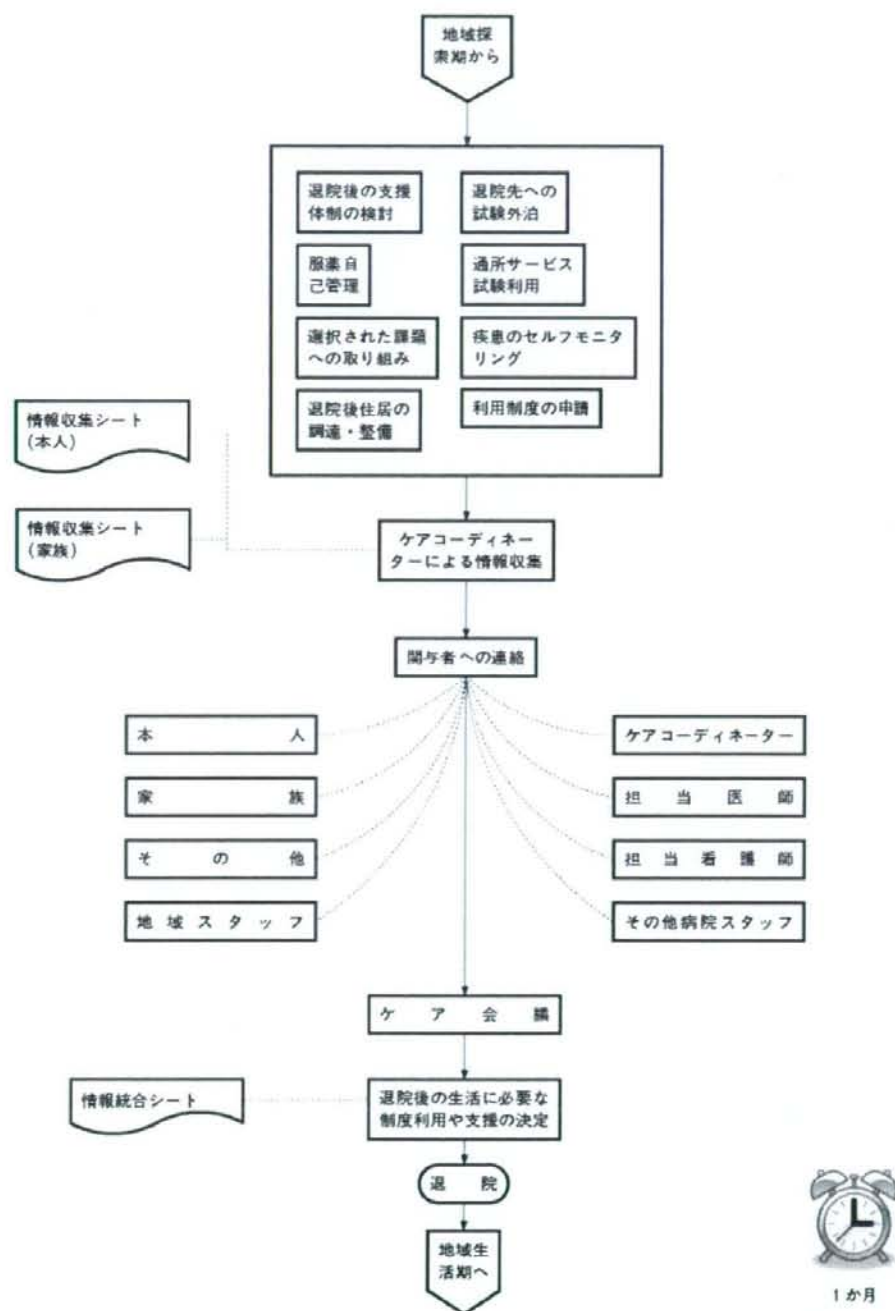 地域探
索期から
退院後の支援
体制の検討
退院先への
試験外泊
服薬自
己管理
通所サービス
試験利用
選択された課題
への取り組み
疾患のセルフモニタ
リング
退院後住居の
調達・整備
利用制度の申請
情報収集シート
(本人)
情報収集シート
(家族)
ケアコーディネー
ターによる情報収集
関与者への連絡
本人
家族
その他
地域スタッフ
ケアコーディネーター
担当医師
担当看護師
その他病院スタッフ
ケア会議
情報統合シート
退院後の生活に必要な
制度利用や支援の決定
退院
地域生
活期へ
1か月